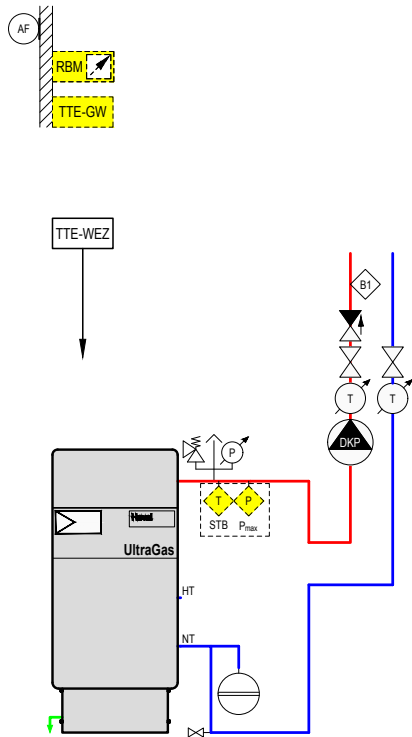 AF
RBM
TTE-GW
TTE-WEZ
B1
T
T
DKP
P
T
P
STB
Pmax
UltraGas
HT
NT